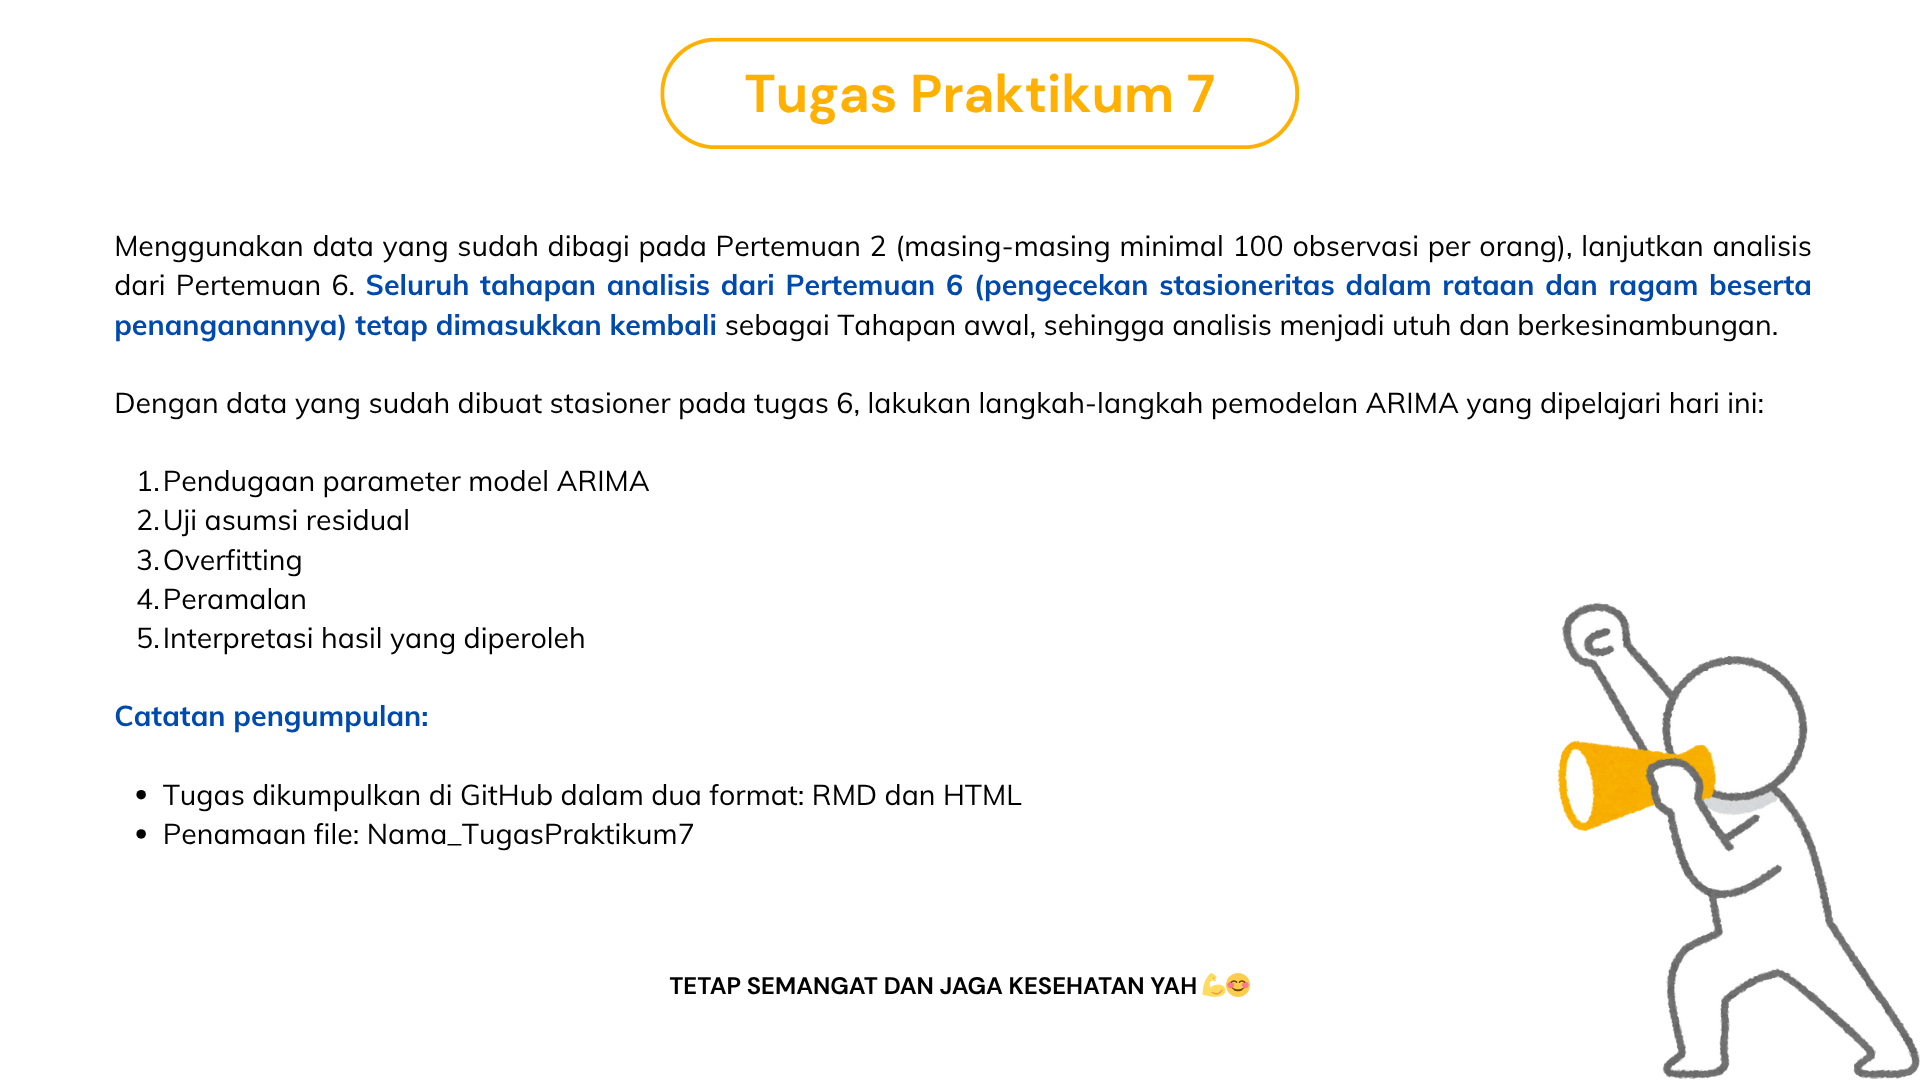 Tugas Praktikum 7
Menggunakan data yang sudah dibagi pada Pertemuan 2 (masing-masing minimal 100 observasi per orang), lanjutkan analisis
dari Pertemuan 6. Seluruh tahapan analisis dari Pertemuan 6 (pengecekan stasioneritas dalam rataan dan ragam beserta
penanganannya) tetap dimasukkan kembali sebagai Tahapan awal, sehingga analisis menjadi utuh dan berkesinambungan.
Dengan data yang sudah dibuat stasioner pada tugas 6, lakukan langkah-langkah pemodelan ARIMA yang dipelajari hari ini:
1. Pendugaan parameter model ARIMA
2. Uji asumsi residual
3. Overfitting
4. Peramalan
5. Interpretasi hasil yang diperoleh
Catatan pengumpulan:
• Tugas dikumpulkan di GitHub dalam dua format: RMD dan HTML
• Penamaan file: Nama_TugasPraktikum7
TETAP SEMANGAT DAN JAGA KESEHATAN YAH 💪😊